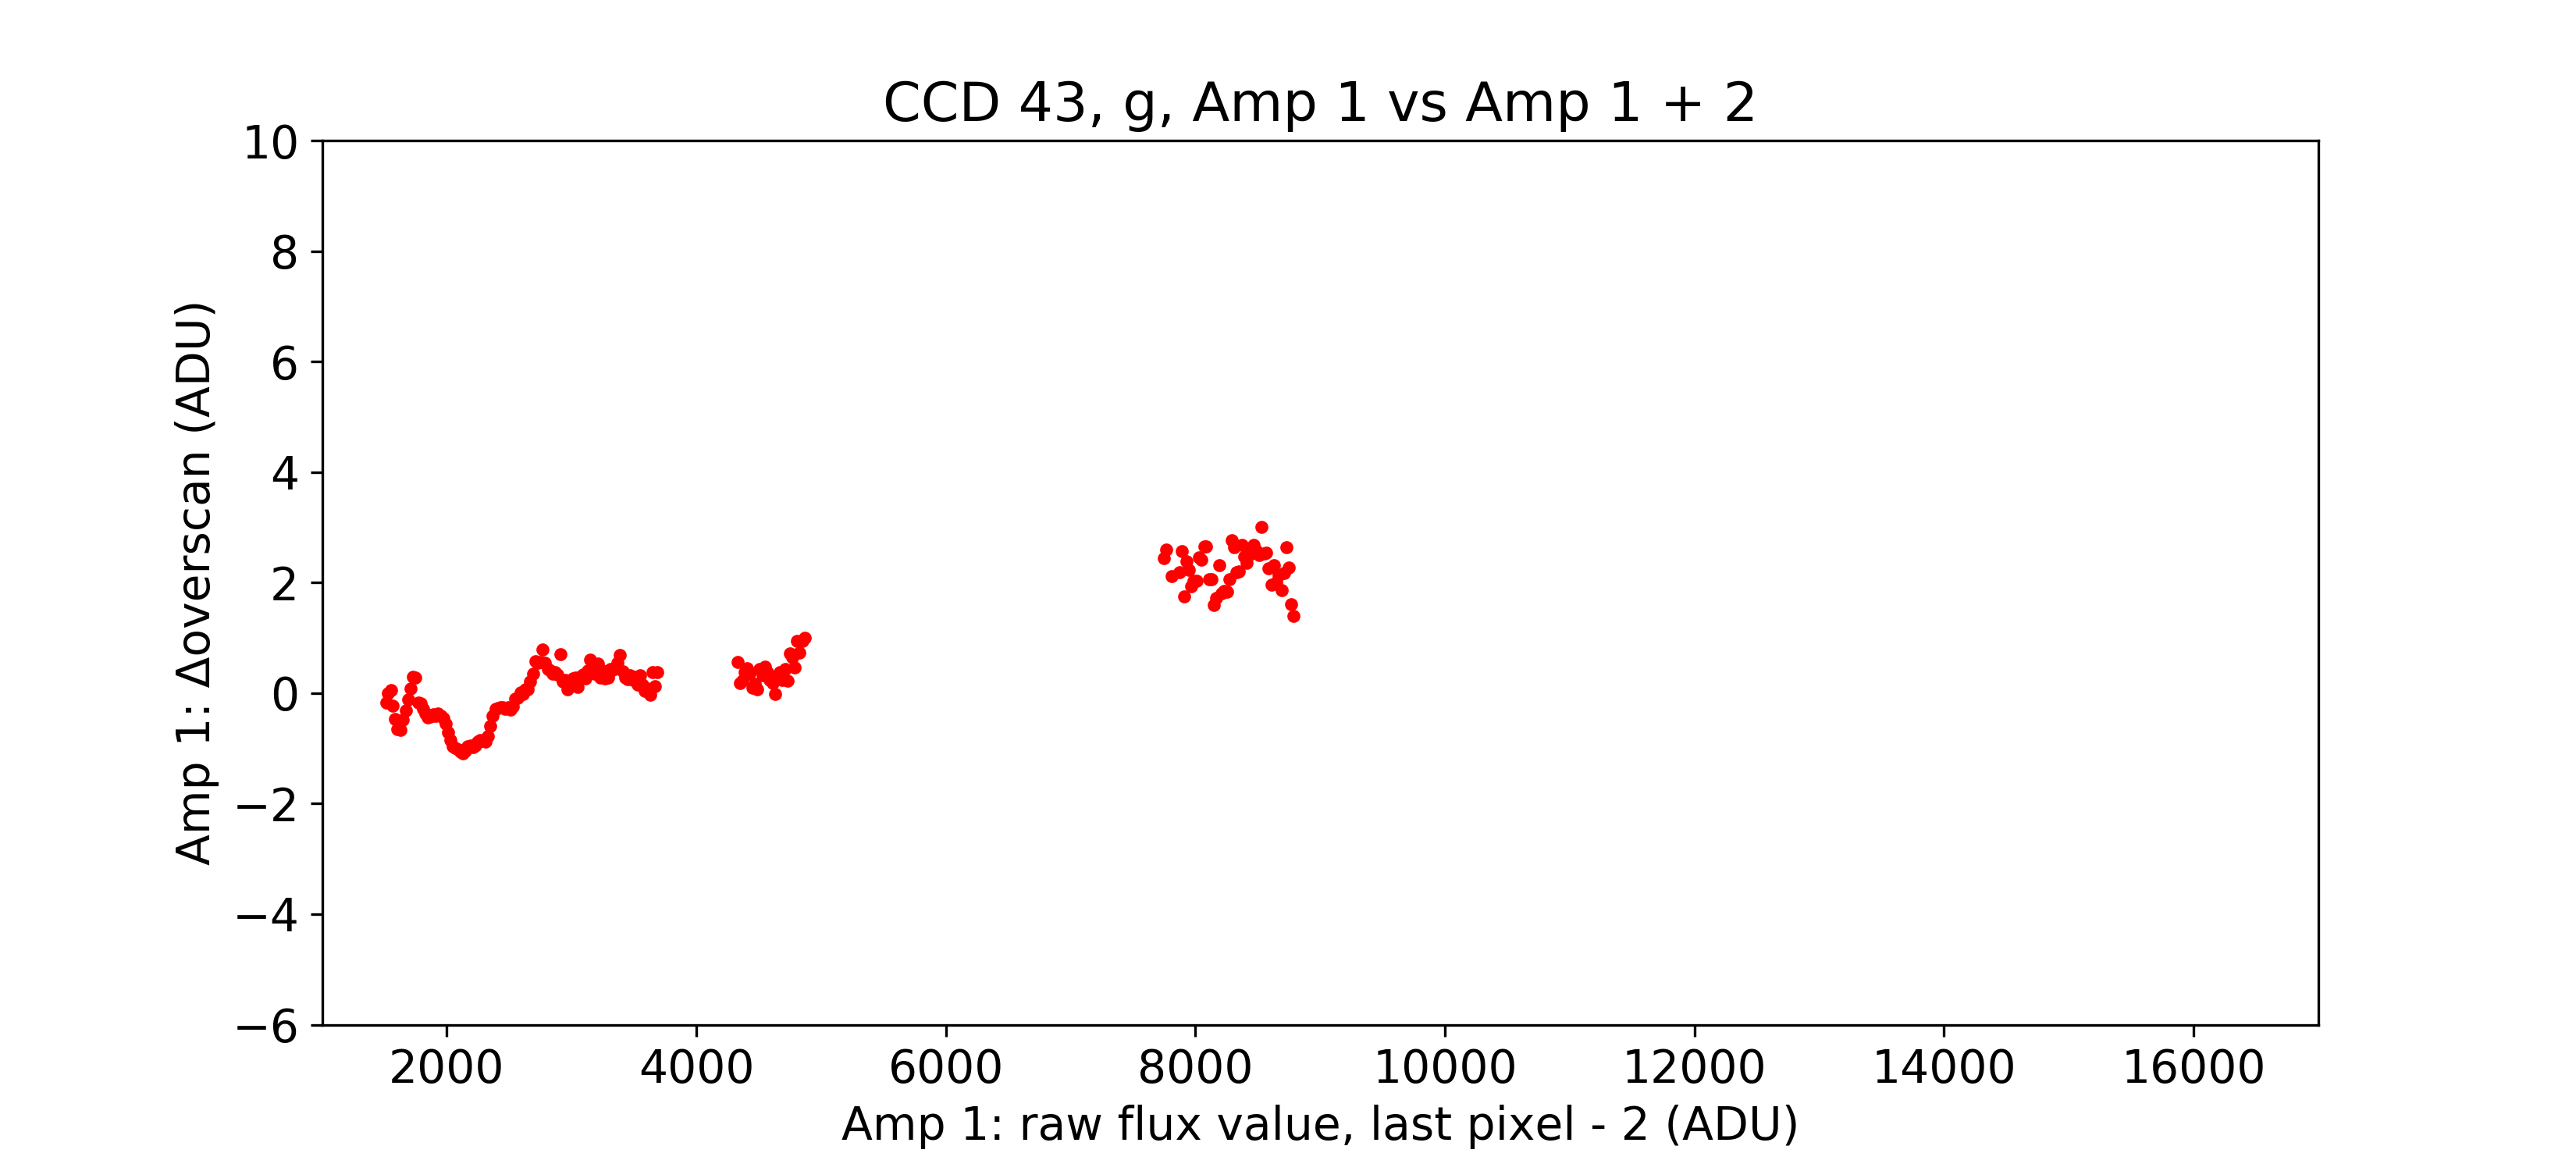 CCD 43, g, Amp 1 vs Amp 1 + 2
10
8
6
4
2
0
−2
−4
−6
Amp 1: Δoverscan (ADU)
2000 4000 6000 8000 10000 12000 14000 16000
Amp 1: raw flux value, last pixel - 2 (ADU)